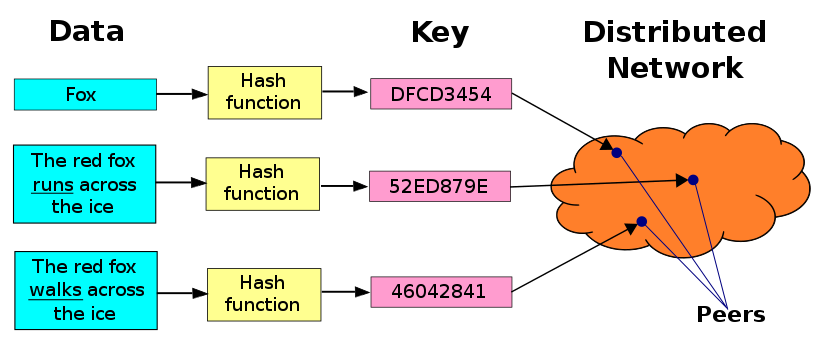 Data
Key
Distributed
Network
Fox
Hash
function
DFCD3454
The red fox
runs across
the ice
Hash
function
52ED879E
The red fox
walks across
the ice
Hash
function
46042841
Peers